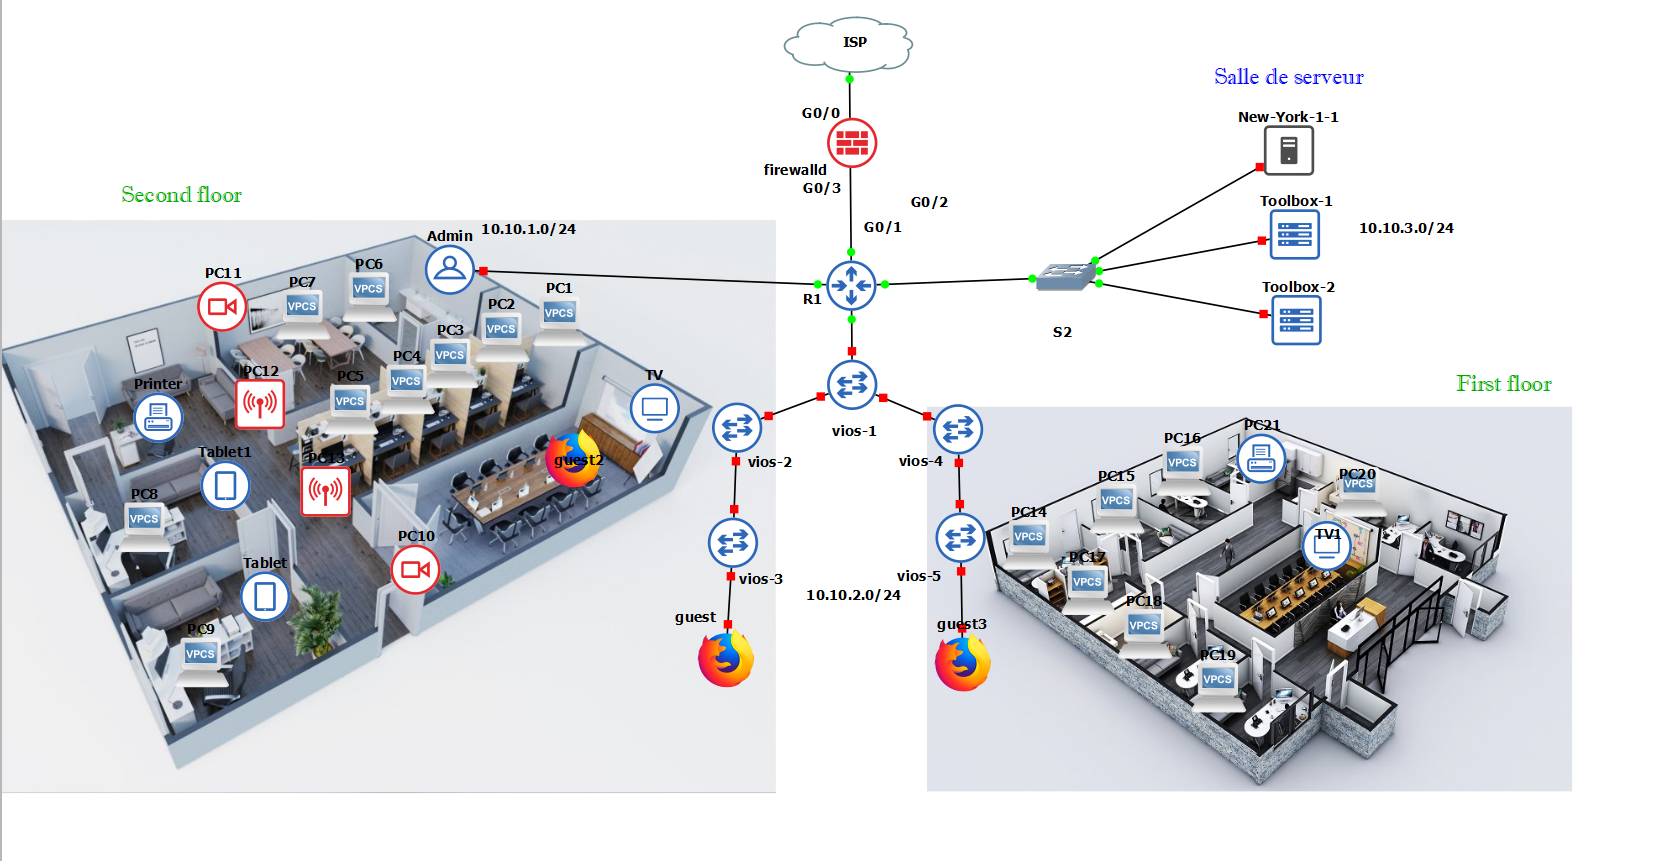 ISP
Salle de serveur
G0/0
New-York-1-1
firewalld
G0/3
Second floor
G0/2
Toolbox-1
G0/1
10.10.3.0/24
Admin
10.10.1.0/24
PC11
PC7
VPCS
PC6
VPCS
PC2
VPCS
PC1
VPCS
R1
Toolbox-2
S2
PC3
VPCS
PC4
VPCS
PC5
VPCS
PC12
Printer
TV
First floor
vios-1
vios-2
vios-4
guest2
Tablet1
PC13
PC8
VPCS
PC10
Tablet
vios-3
vios-5
10.10.2.0/24
guest
guest3
PC9
VPCS
PC16
VPCS
PC21
PC15
VPCS
PC20
VPCS
PC14
VPCS
TV1
PC17
VPCS
PC18
VPCS
PC19
VPCS